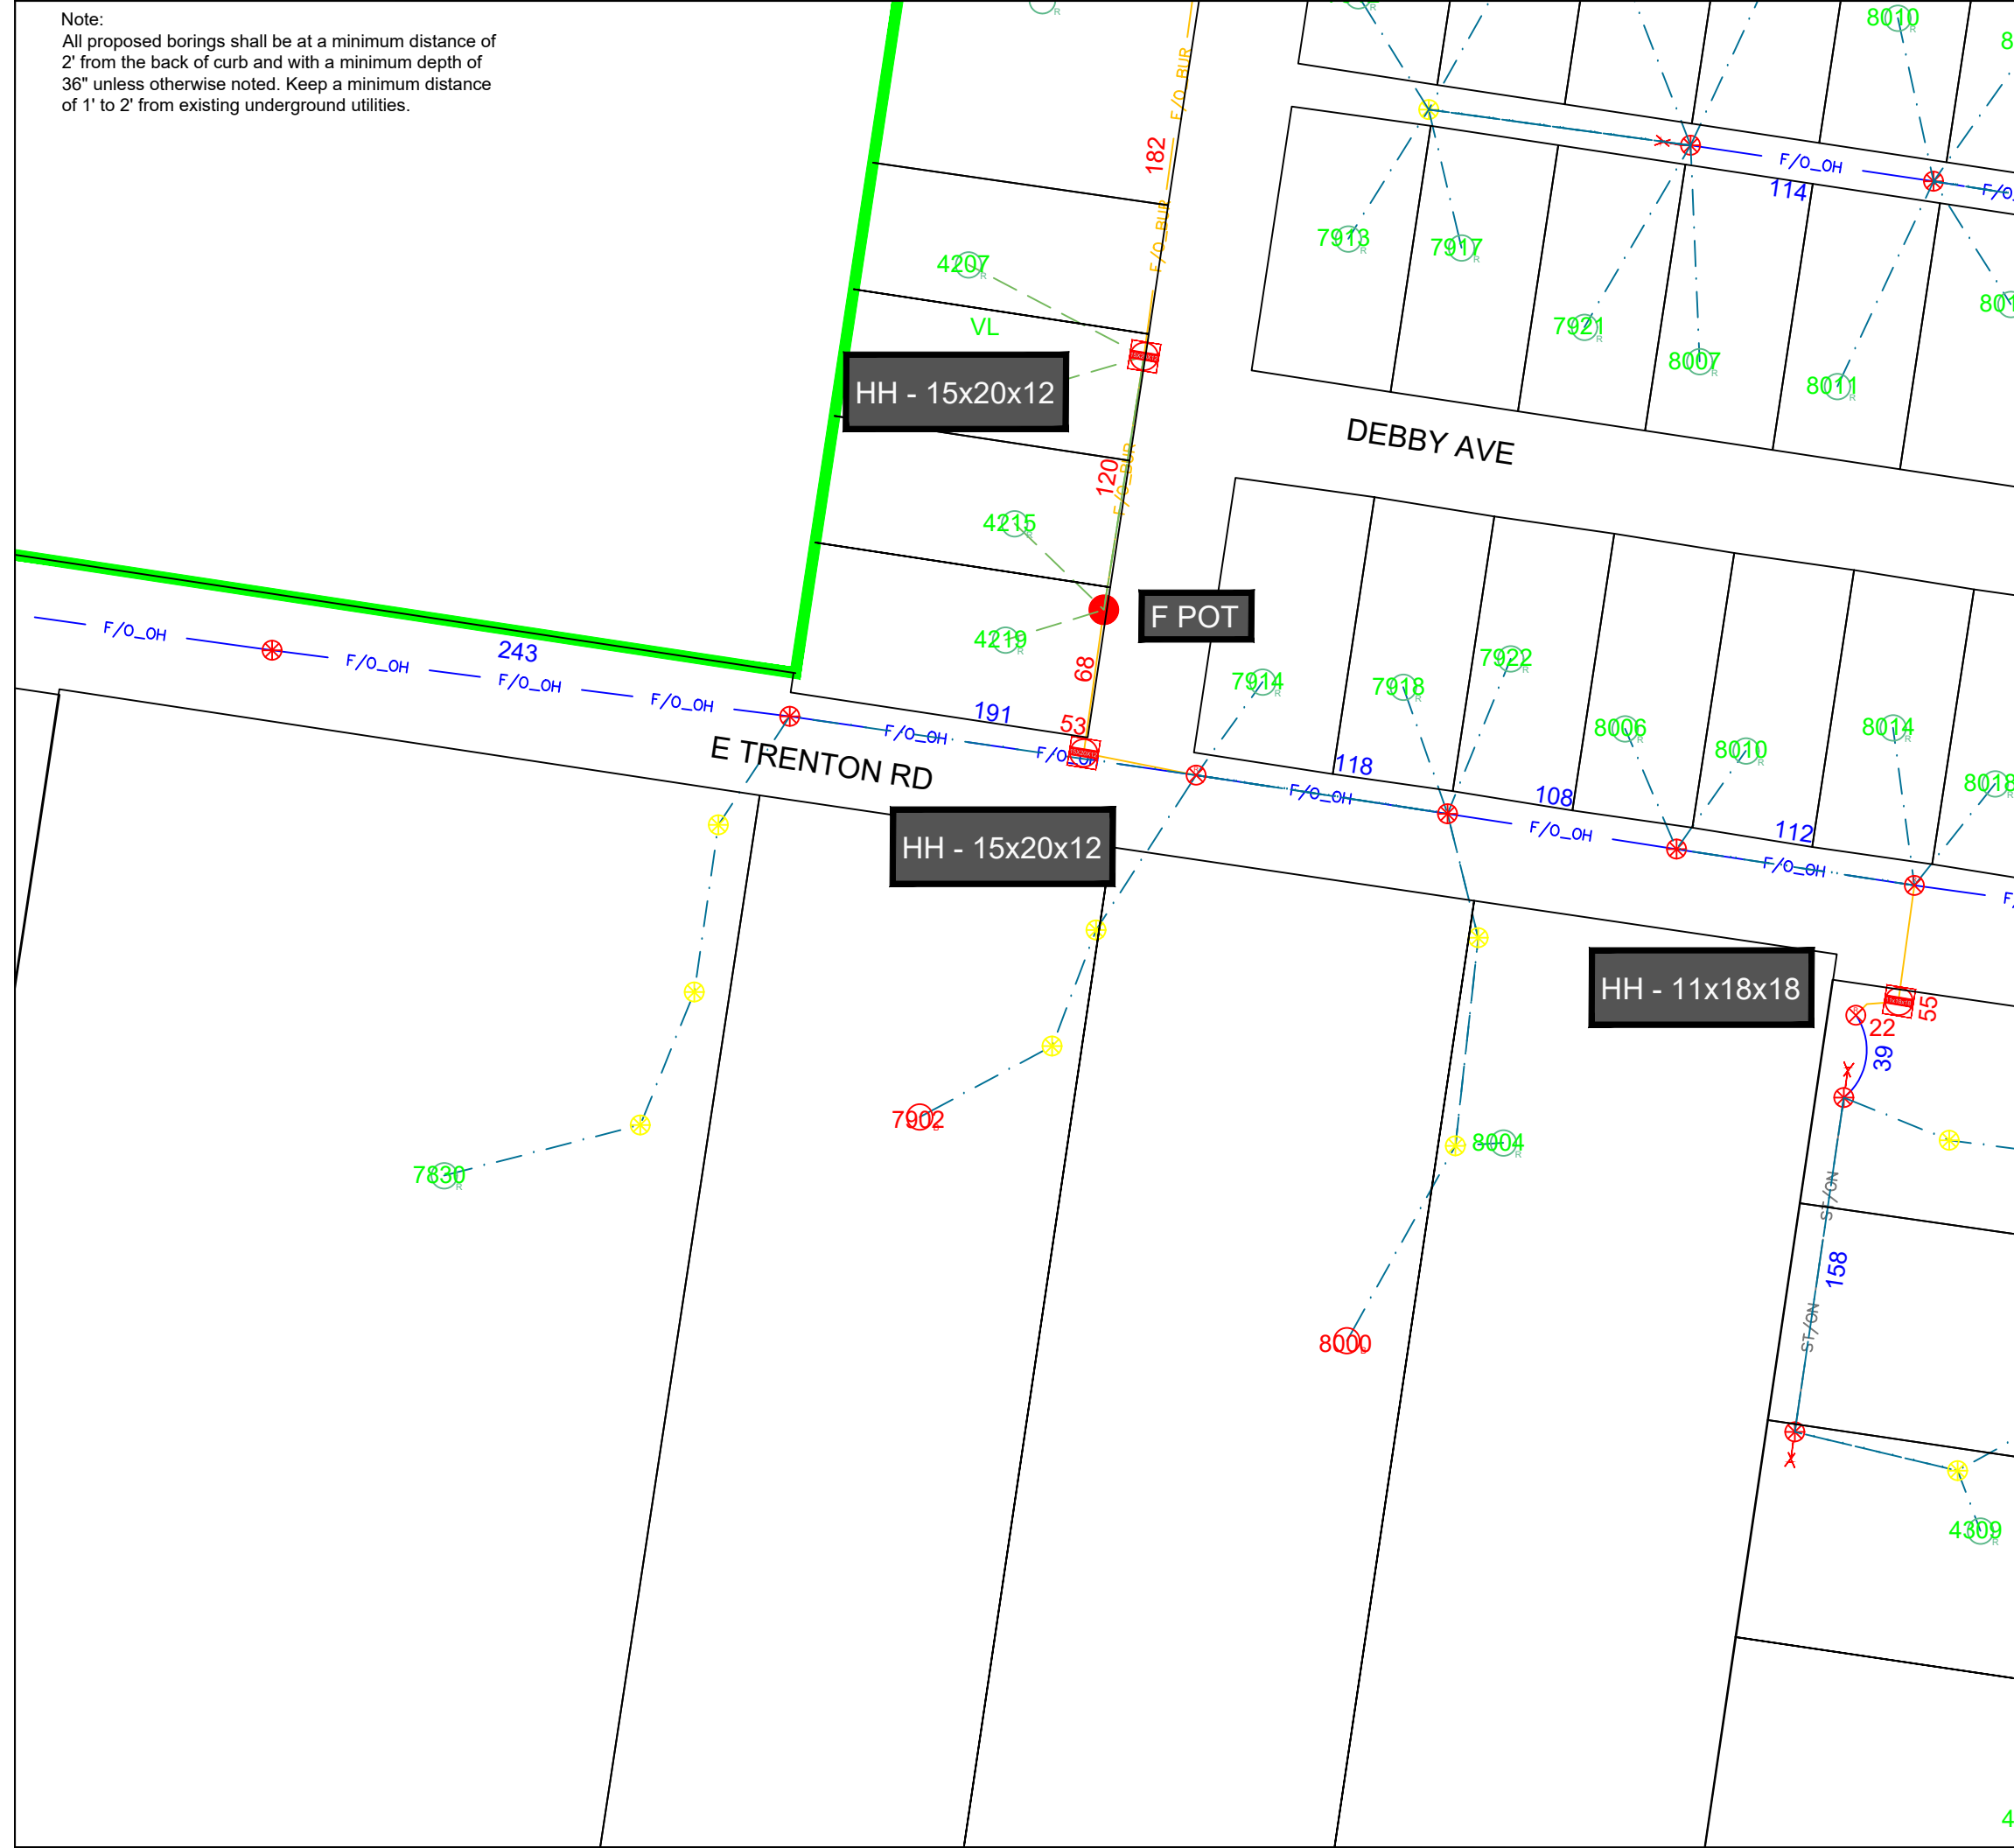 Note:
All proposed borings shall be at a minimum distance of
2' from the back of curb and with a minimum depth of
36" unless otherwise noted. Keep a minimum distance
of 1' to 2' from existing underground utilities.
R
8010
R
F/O_BUR
182
F/O_BUR
F/O_OH
114
7913
R
7917
R
4207
R
VL
7921
R
8007
R
8011
R
HH - 15x20x12
DEBBY AVE
F/O_BUR
120
4215
R
F POT
4219
R
68
F/O_OH
243
F/O_OH
F/O_OH
F/O_OH
191
53
F/O_OH
7914
R
7918
R
7922
R
8006
R
8010
R
8014
R
8018
R
E TRENTON RD
118
F/O_OH
108
F/O_OH
112
F/O_OH
HH - 15x20x12
HH - 11x18x18
55
22
39
7830
R
7902
8004
R
8000
ST/ON
158
ST/ON
4309
R